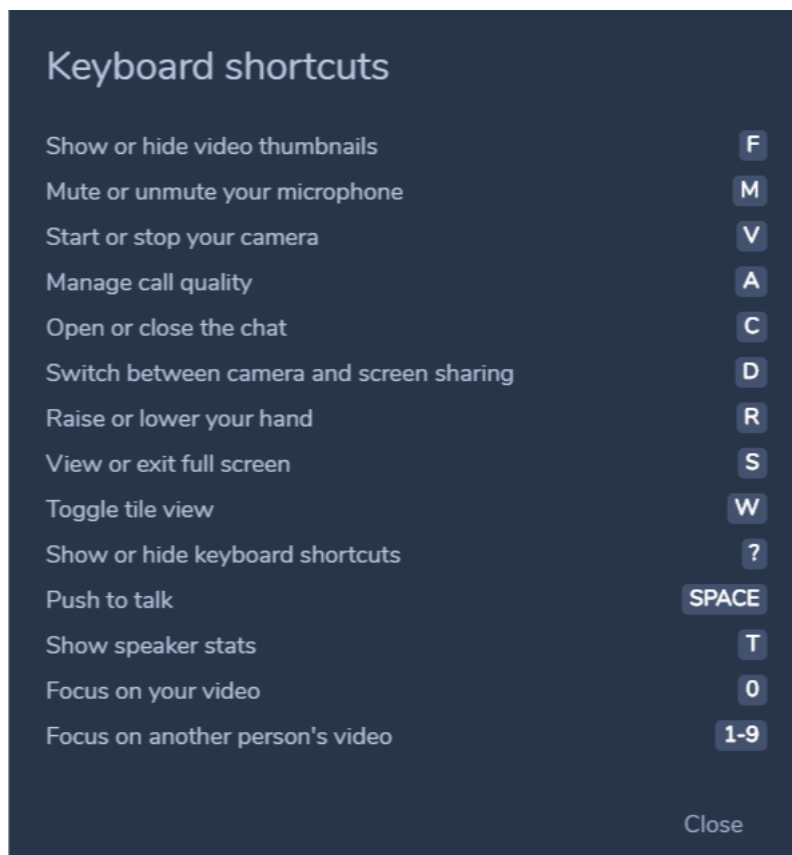 Keyboard shortcuts
Show or hide video thumbnails F
Mute or unmute your microphone M
Start or stop your camera V
Manage call quality A
Open or close the chat C
Switch between camera and screen sharing D
Raise or lower your hand R
View or exit full screen S
Toggle tile view W
Show or hide keyboard shortcuts ?
Push to talk SPACE
Show speaker stats T
Focus on your video 0
Focus on another person's video 1-9
Close